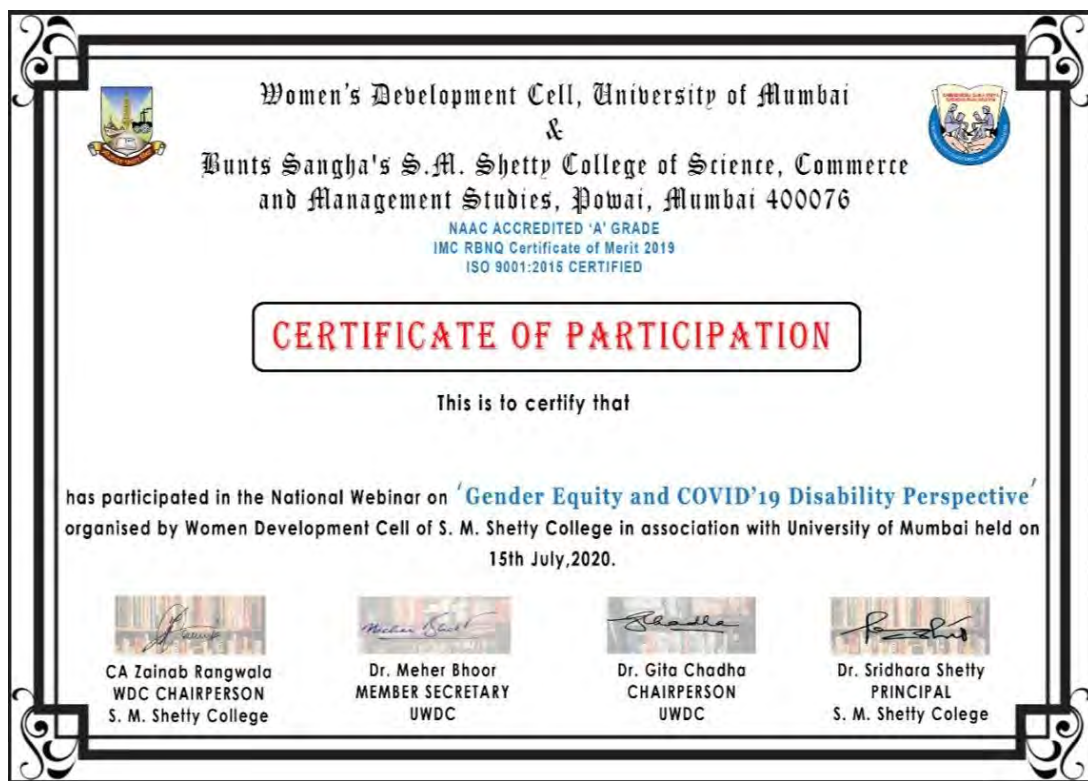 Women's Development Cell, University of Mumbai
&
Bunts Sangha's S.M. Shetty College of Science, Commerce
and Management Studies, Powai, Mumbai 400076
NAAC ACCREDITED 'A' GRADE
IMC RBNQ Certificate of Merit 2019
ISO 9001:2015 CERTIFIED
CERTIFICATE OF PARTICIPATION
This is to certify that
has participated in the National Webinar on 'Gender Equity and COVID'19 Disability Perspective'
organised by Women Development Cell of S. M. Shetty College in association with University of Mumbai held on
15th July,2020.
CA Zainab Rangwala
WDC CHAIRPERSON
S. M. Shetty College
Dr. Meher Bhoor
MEMBER SECRETARY
UWDC
Dr. Gita Chadha
CHAIRPERSON
UWDC
Dr. Sridhara Shetty
PRINCIPAL
S. M. Shetty Colege